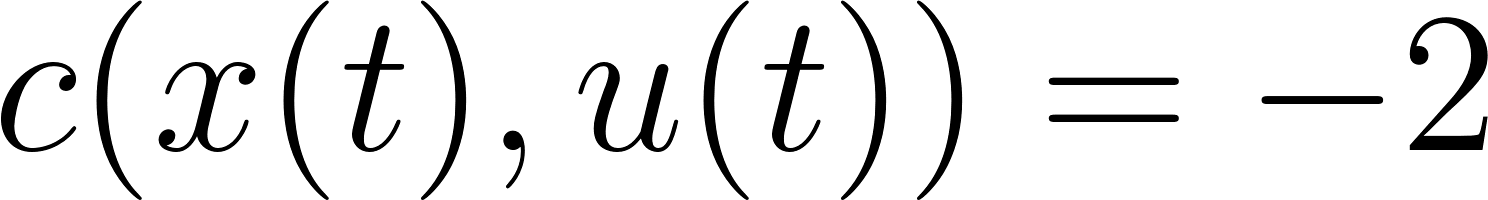 c(x(t), u(t)) = −2